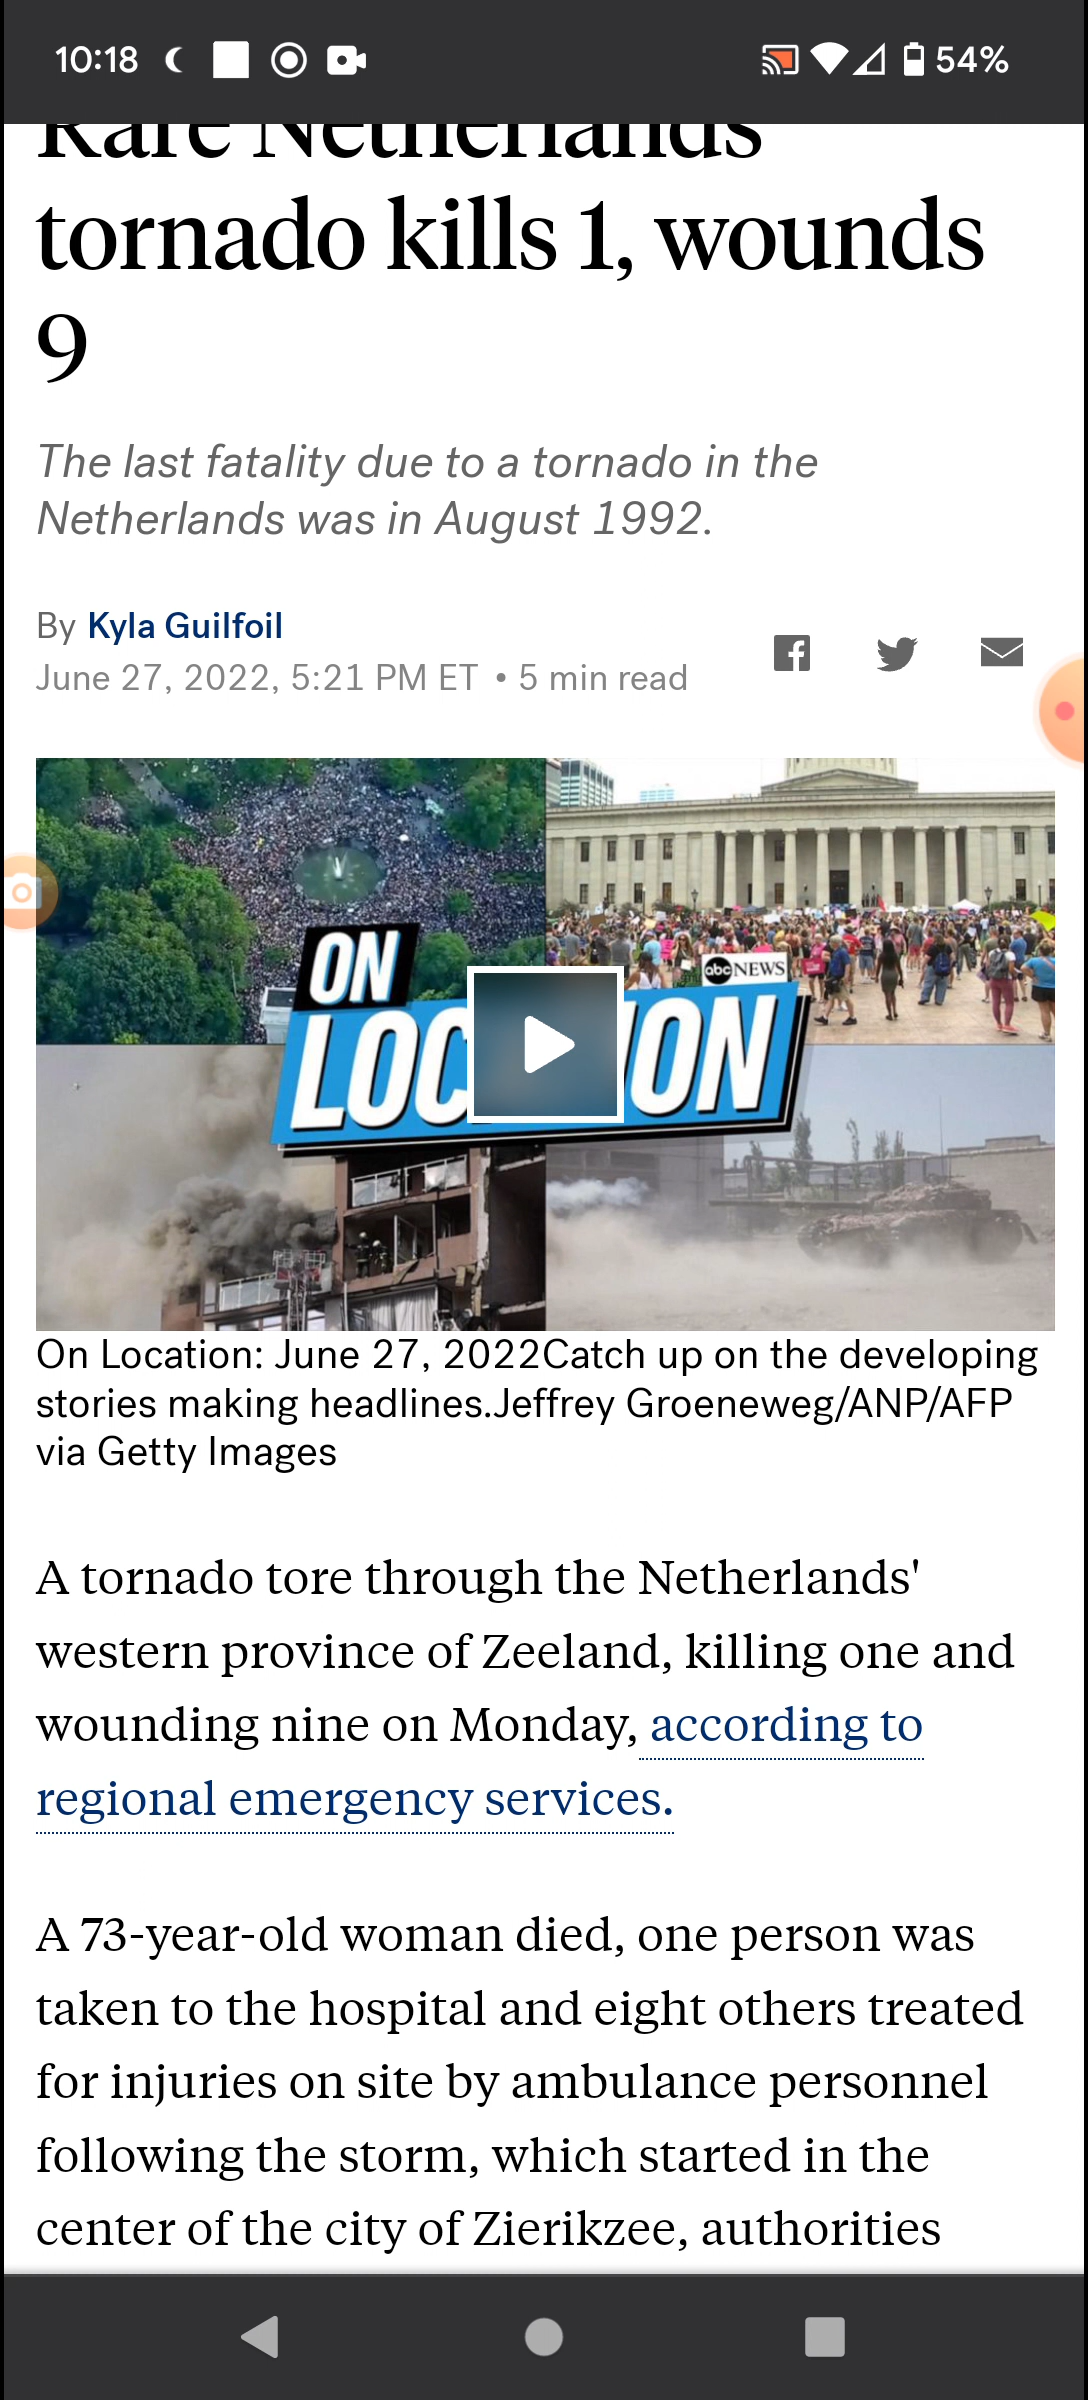 10:18
54%
Rare Netherlands
tornado kills 1, wounds
9
The last fatality due to a tornado in the
Netherlands was in August 1992.
By Kyla Guilfoil
June 27, 2022, 5:21 PM ET • 5 min read
ON
abc NEWS
LOC ION
On Location: June 27, 2022Catch up on the developing
stories making headlines.Jeffrey Groeneweg/ANP/AFP
via Getty Images
A tornado tore through the Netherlands'
western province of Zeeland, killing one and
wounding nine on Monday, according to
regional emergency services.
A 73-year-old woman died, one person was
taken to the hospital and eight others treated
for injuries on site by ambulance personnel
following the storm, which started in the
center of the city of Zierikzee, authorities